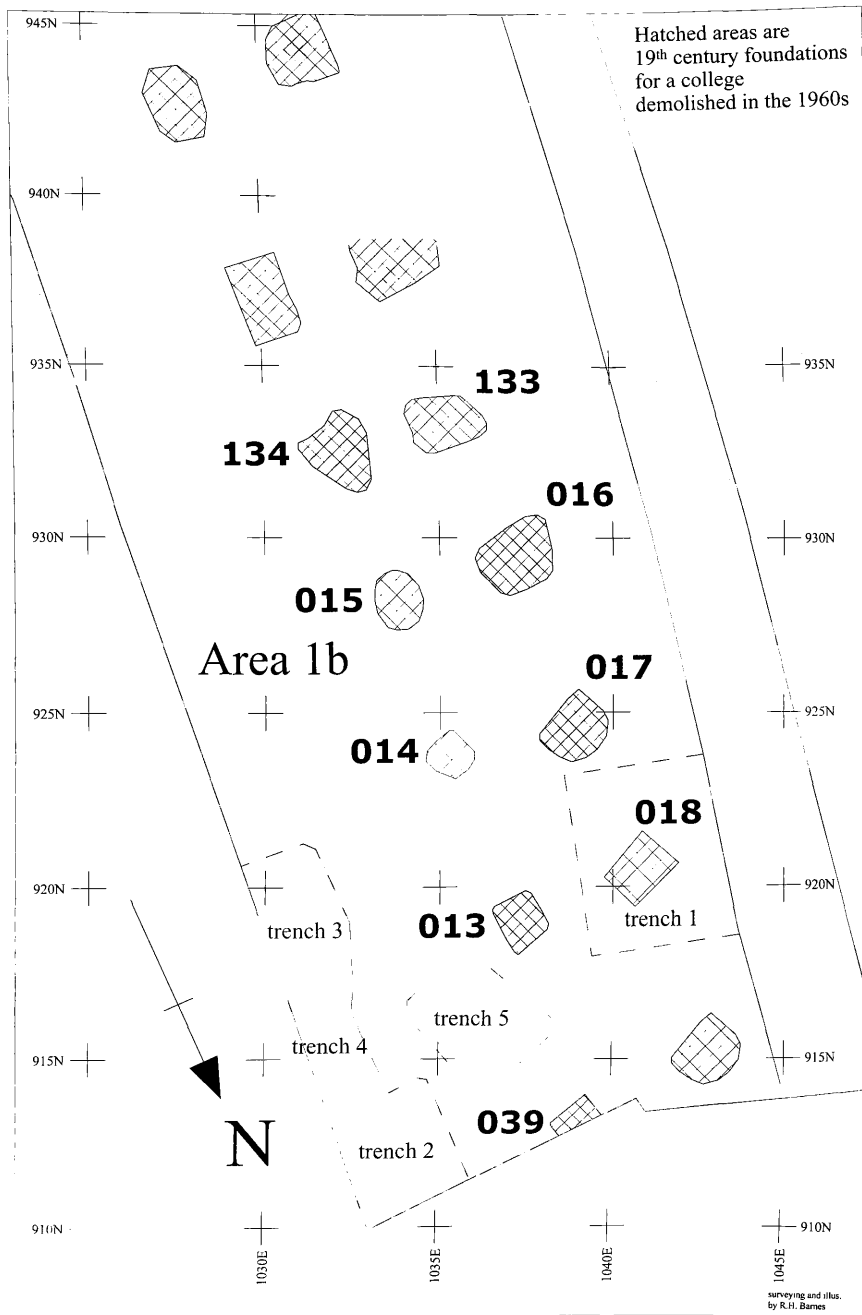 Hatched areas are
19th century foundations
for a college
demolished in the 1960s
945N
940N
935N
935N
133
134
016
930N
930N
015
Area 1b
017
925N
925N
014
018
920N
920N
trench 3
013
trench 1
trench 5
trench 4
915N
915N
039
N
trench 2
910N
910N
1030E
1035E
1040E
1045E
surveying and illus.
by R.H. Barnes